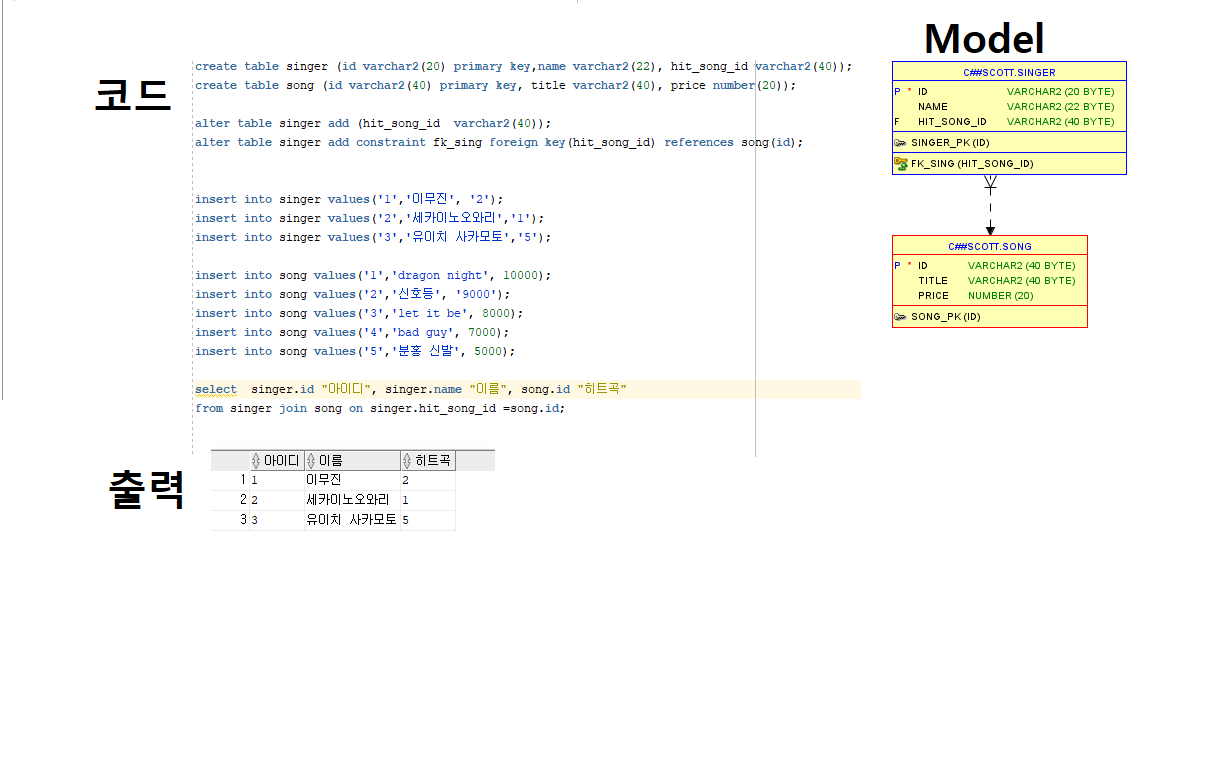 코드
create table singer (id varchar2(20) primary key,name varchar2(22), hit_song_id varchar2(40));
create table song (id varchar2(40) primary key, title varchar2(40), price number(20));
alter table singer add (hit_song_id  varchar2(40));
alter table singer add constraint fk_sing foreign key(hit_song_id) references song(id);
insert into singer values('1','이무진', '2');
insert into singer values('2','세카이노오와리','1');
insert into singer values('3','유이치 사카모토','5');
insert into song values('1','dragon night', 10000);
insert into song values('2','신호등', '9000');
insert into song values('3','let it be', 8000);
insert into song values('4','bad guy', 7000);
insert into song values('5','분홍 신발', 5000);
select  singer.id "아이디", singer.name "이름", song.id "히트곡"
from singer join song on singer.hit_song_id =song.id;
Model
C##SCOTT.SINGER
P * ID VARCHAR2 (20 BYTE)
NAME VARCHAR2 (22 BYTE)
F HIT_SONG_ID VARCHAR2 (40 BYTE)
SINGER_PK (ID)
FK_SING (HIT_SONG_ID)
C##SCOTT.SONG
P * ID VARCHAR2 (40 BYTE)
TITLE VARCHAR2 (40 BYTE)
PRICE NUMBER (20)
SONG_PK (ID)
출력
아이디 이름 히트곡
1 1 이무진 2
2 2 세카이노오와리 1
3 3 유이치 사카모토 5